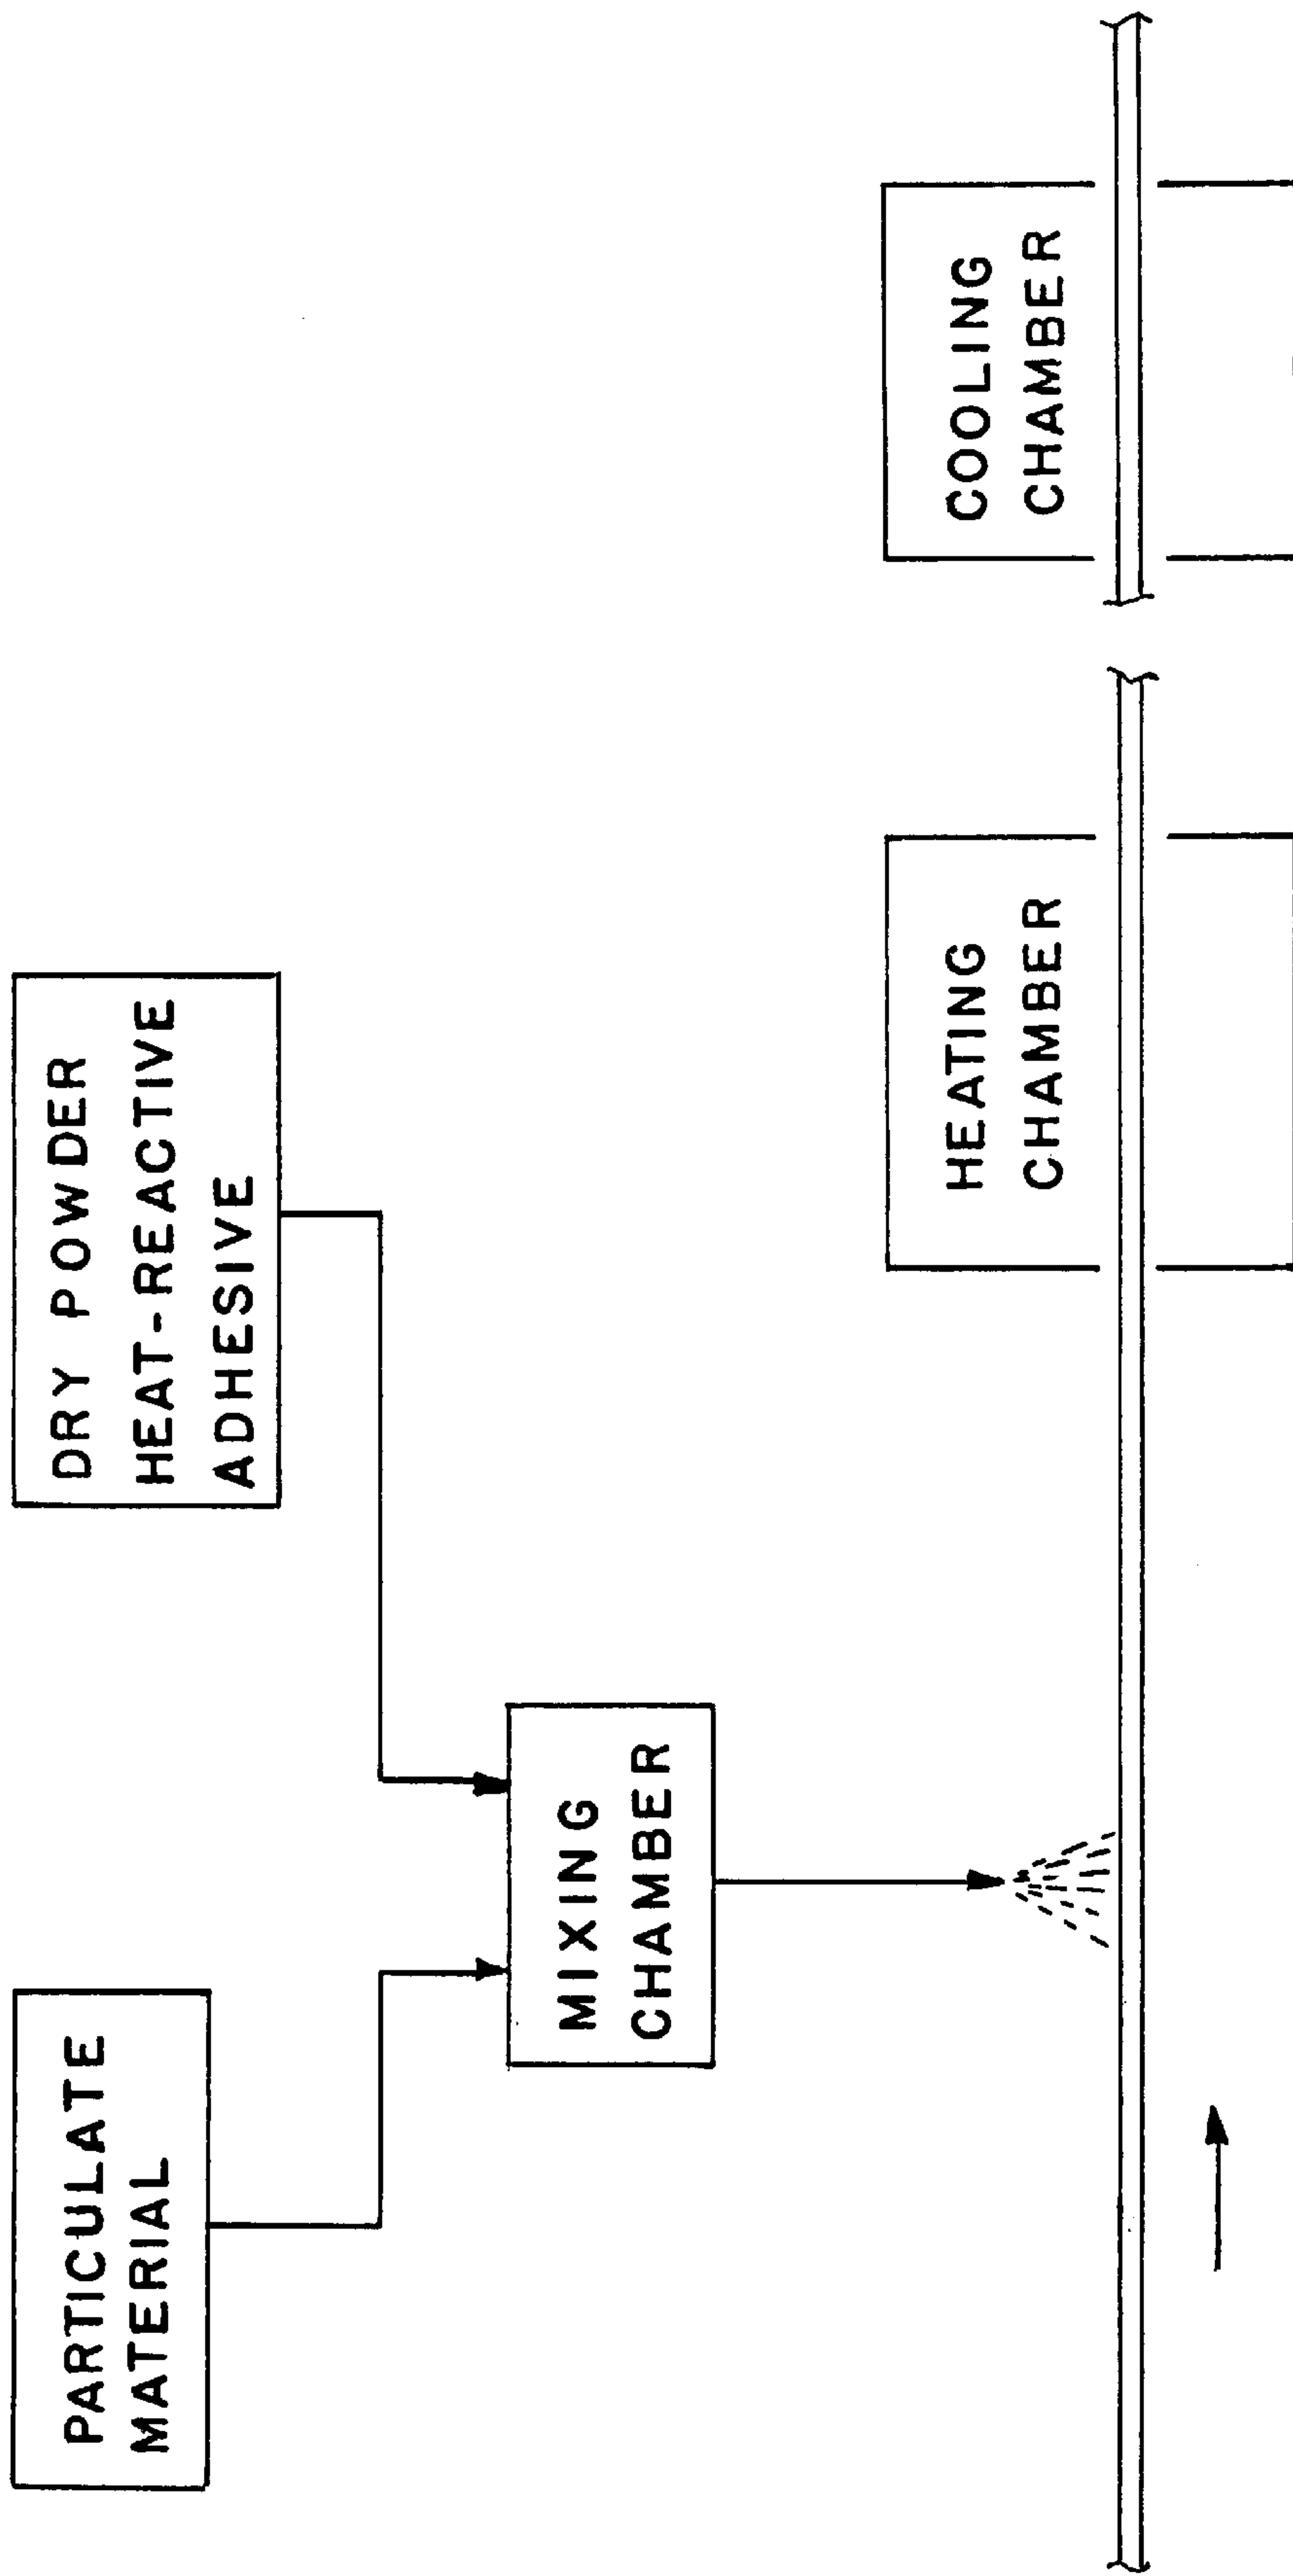 PARTICULATE
MATERIAL
DRY POWDER
HEAT-REACTIVE
ADHESIVE
MIXING
CHAMBER
HEATING
CHAMBER
COOLING
CHAMBER